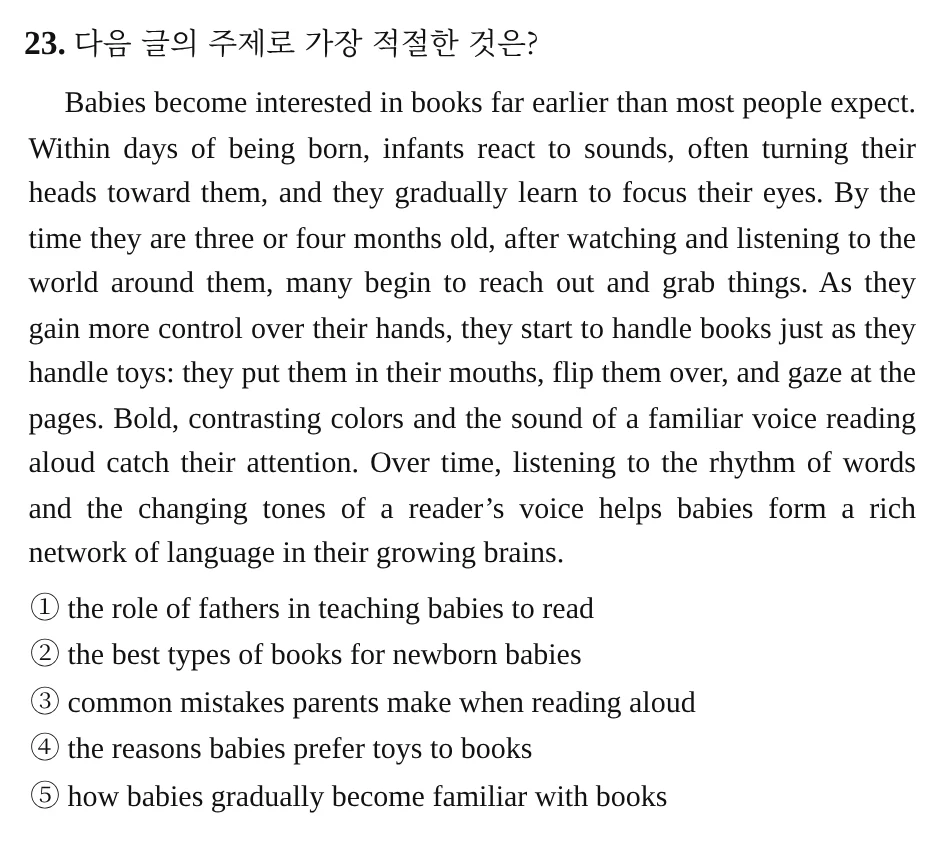 23. 다음 글의 주제로 가장 적절한 것은?
Babies become interested in books far earlier than most people expect.
Within days of being born, infants react to sounds, often turning their
heads toward them, and they gradually learn to focus their eyes. By the
time they are three or four months old, after watching and listening to the
world around them, many begin to reach out and grab things. As they
gain more control over their hands, they start to handle books just as they
handle toys: they put them in their mouths, flip them over, and gaze at the
pages. Bold, contrasting colors and the sound of a familiar voice reading
aloud catch their attention. Over time, listening to the rhythm of words
and the changing tones of a reader’s voice helps babies form a rich
network of language in their growing brains.
① the role of fathers in teaching babies to read
② the best types of books for newborn babies
③ common mistakes parents make when reading aloud
④ the reasons babies prefer toys to books
⑤ how babies gradually become familiar with books